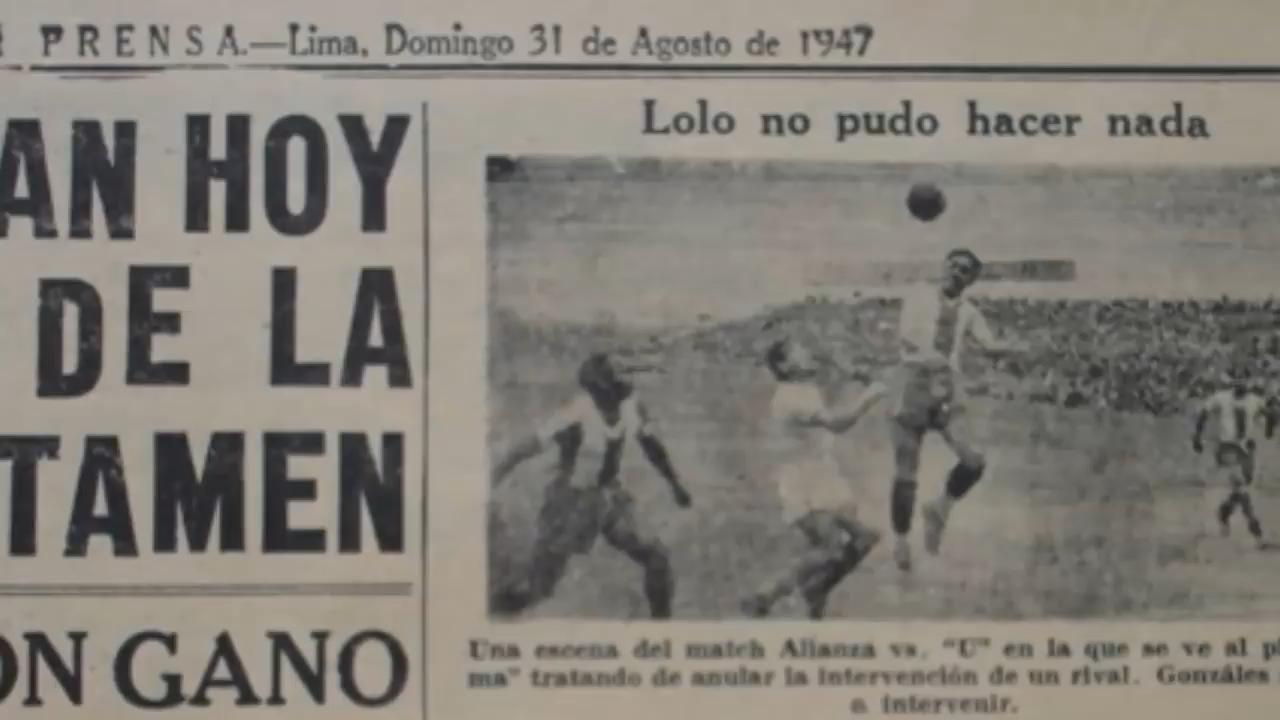 PRENSA.—Lima, Domingo 31 de Agosto de 1947
AN HOY
DE LA
TAMEN
ON GANO
Lolo no pudo hacer nada
Una escena del match Alianza vs. "U" en la que se ve al
ma" tratando de anular la intervención de un rival. Gonzáles
a intervenir.